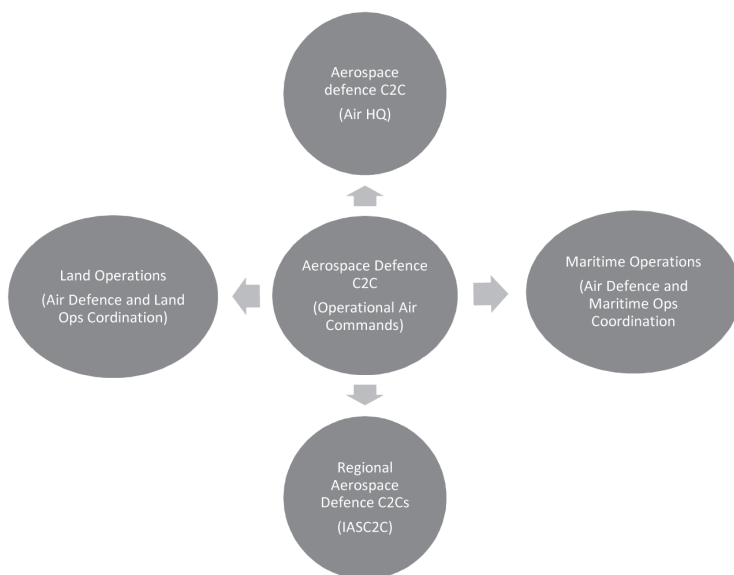 Aerospace
defence C2C
(Air HQ)
Land Operations
(Air Defence and Land
Ops Cordination)
Aerospace Defence
C2C
(Operational Air
Commands)
Maritime Operations
(Air Defence and
Maritime Ops
Coordination
Regional
Aerospace
Defence C2Cs
(IASC2C)